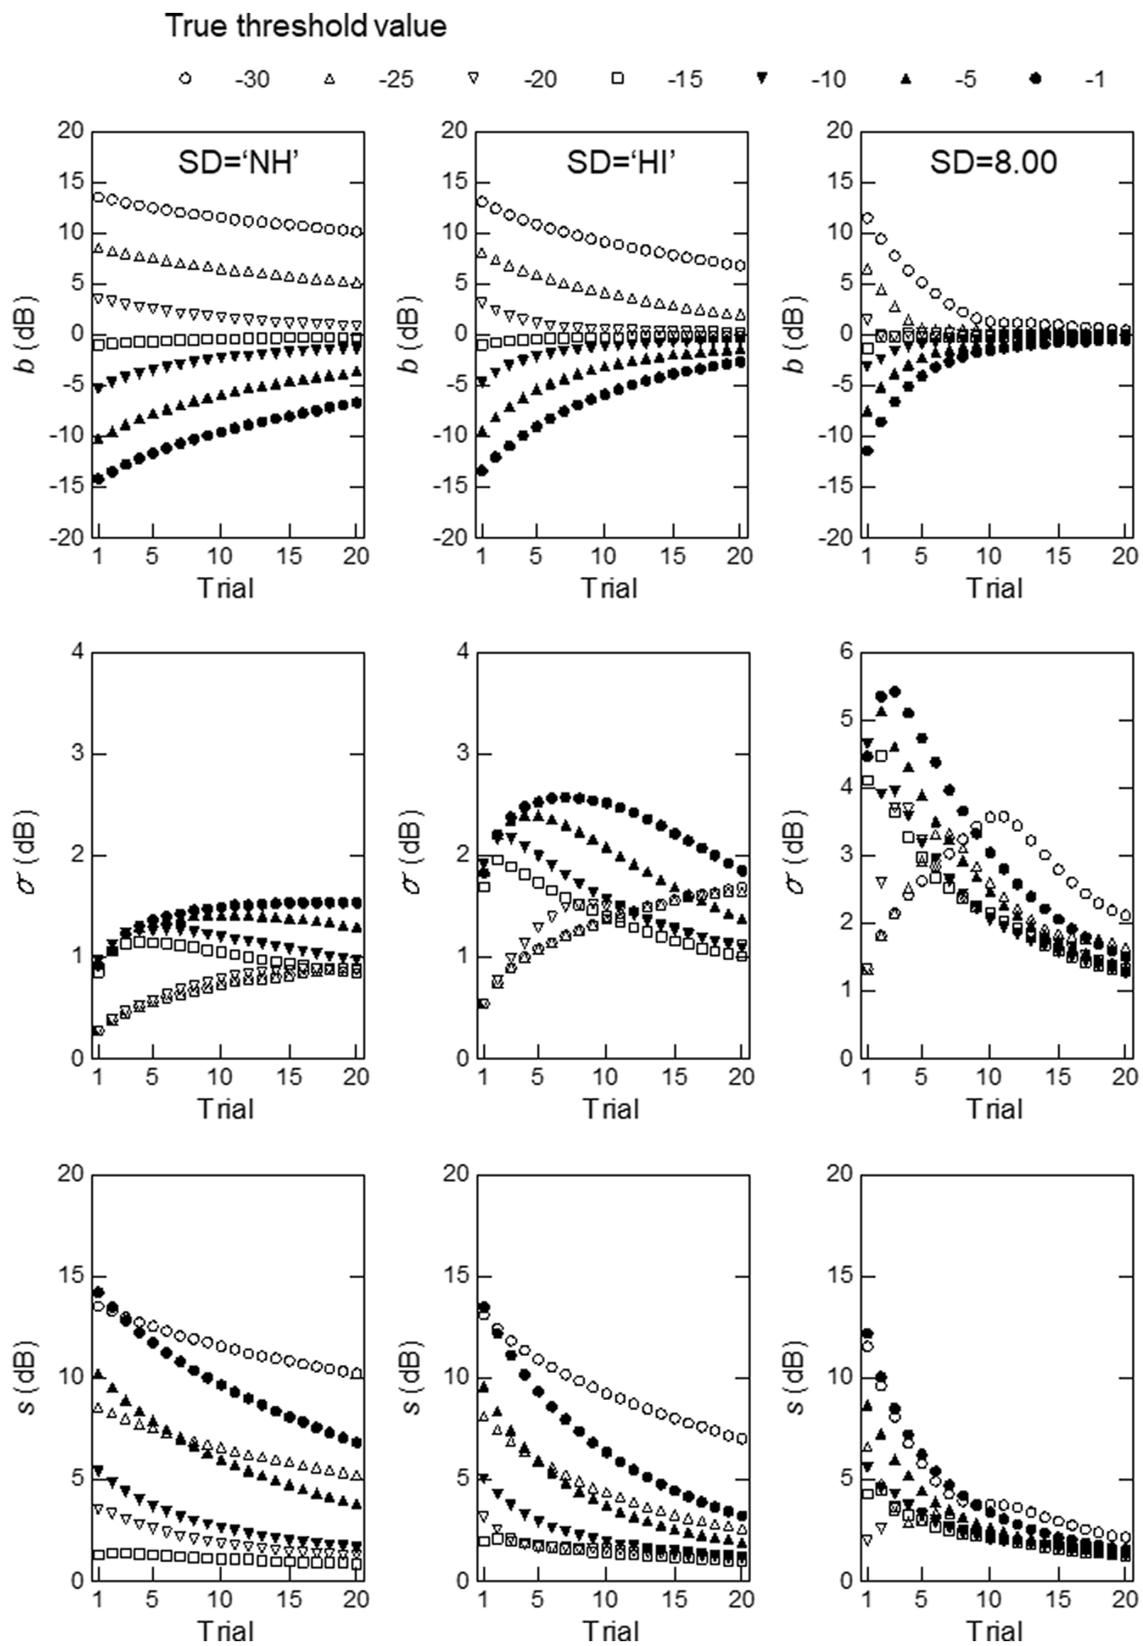 True threshold value
-30 -25 -20 -15 -10 -5 -1
SD='NH' SD='HI' SD=8.00
20 20 20
15 15 15
10 10 10
5 5 5
0 0 0
-5 -5 -5
-10 -10 -10
-15 -15 -15
-20 -20 -20
b (dB) b (dB) b (dB)
1 5 10 15 20 1 5 10 15 20 1 5 10 15 20
Trial Trial Trial
4 4 6
5
3 3
4
2 2 3
2
1 1
1
0 0 0
σ (dB) σ (dB) σ (dB)
1 5 10 15 20 1 5 10 15 20 1 5 10 15 20
Trial Trial Trial
20 20 20
15 15 15
10 10 10
5 5 5
0 0 0
s (dB) s (dB) s (dB)
1 5 10 15 20 1 5 10 15 20 1 5 10 15 20
Trial Trial Trial